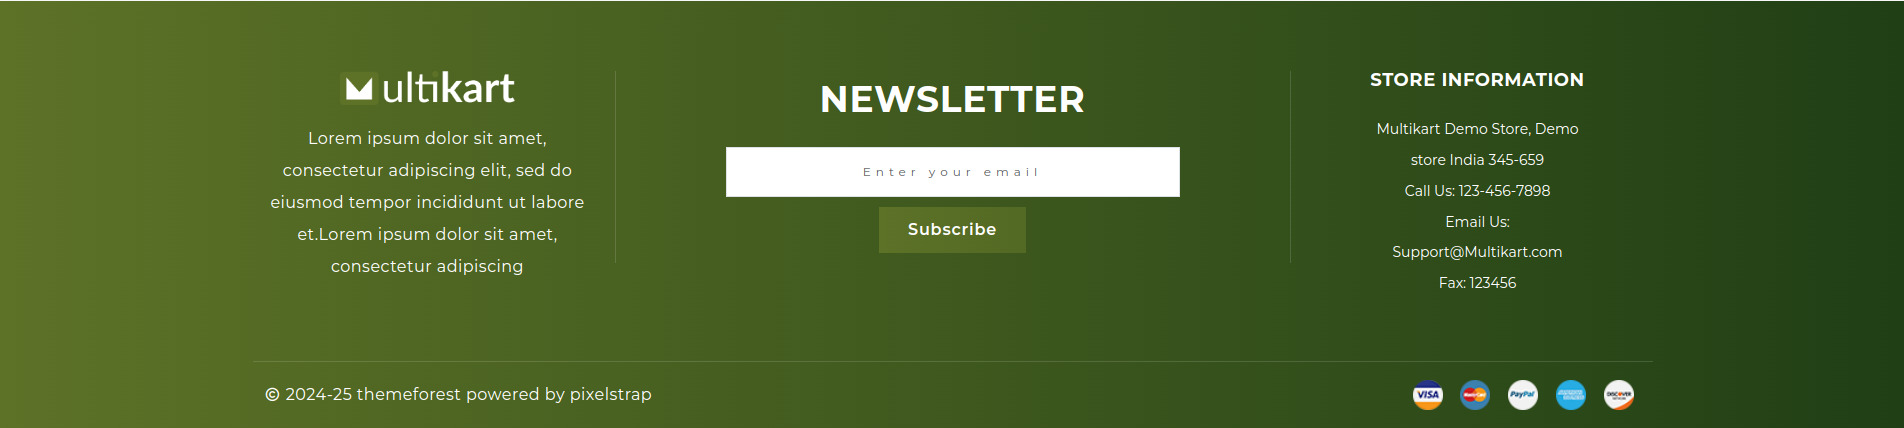 Multikart
Lorem ipsum dolor sit amet,
consectetur adipiscing elit, sed do
eiusmod tempor incididunt ut labore
et.Lorem ipsum dolor sit amet,
consectetur adipiscing
NEWSLETTER
Enter your email
Subscribe
STORE INFORMATION
Multikart Demo Store, Demo
store India 345-659
Call Us: 123-456-7898
Email Us:
Support@Multikart.com
Fax: 123456
© 2024-25 themeforest powered by pixelstrap
VISA
MasterCard
PayPal
DISCOVER